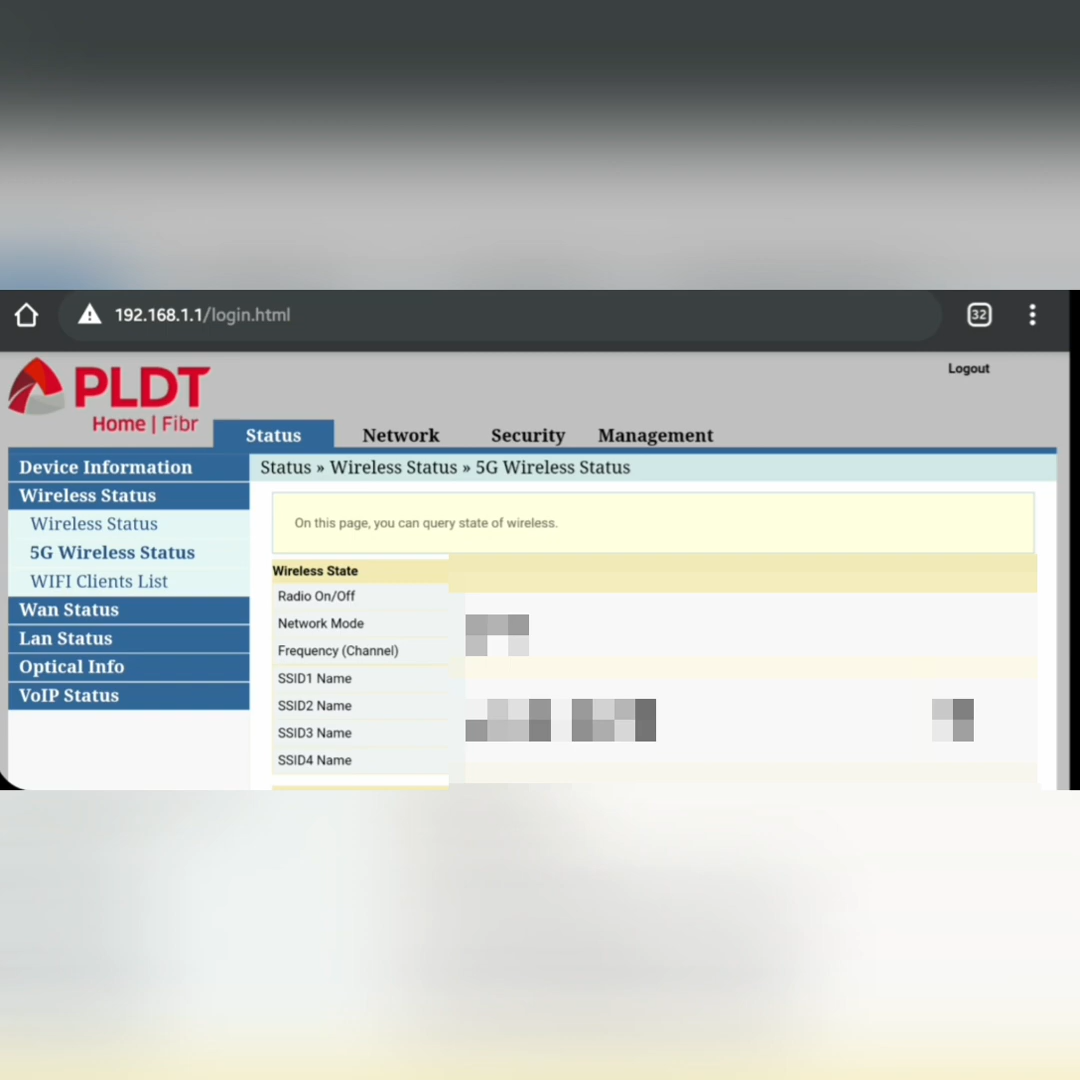 192.168.1.1/login.html
32
Logout
PLDT
Home | Fibr
Status
Network
Security
Management
Device Information
Status » Wireless Status » 5G Wireless Status
Wireless Status
Wireless Status
On this page, you can query state of wireless.
5G Wireless Status
WIFI Clients List
Wan Status
Lan Status
Optical Info
VoIP Status
Wireless State
Radio On/Off
Network Mode
Frequency (Channel)
SSID1 Name
SSID2 Name
SSID3 Name
SSID4 Name